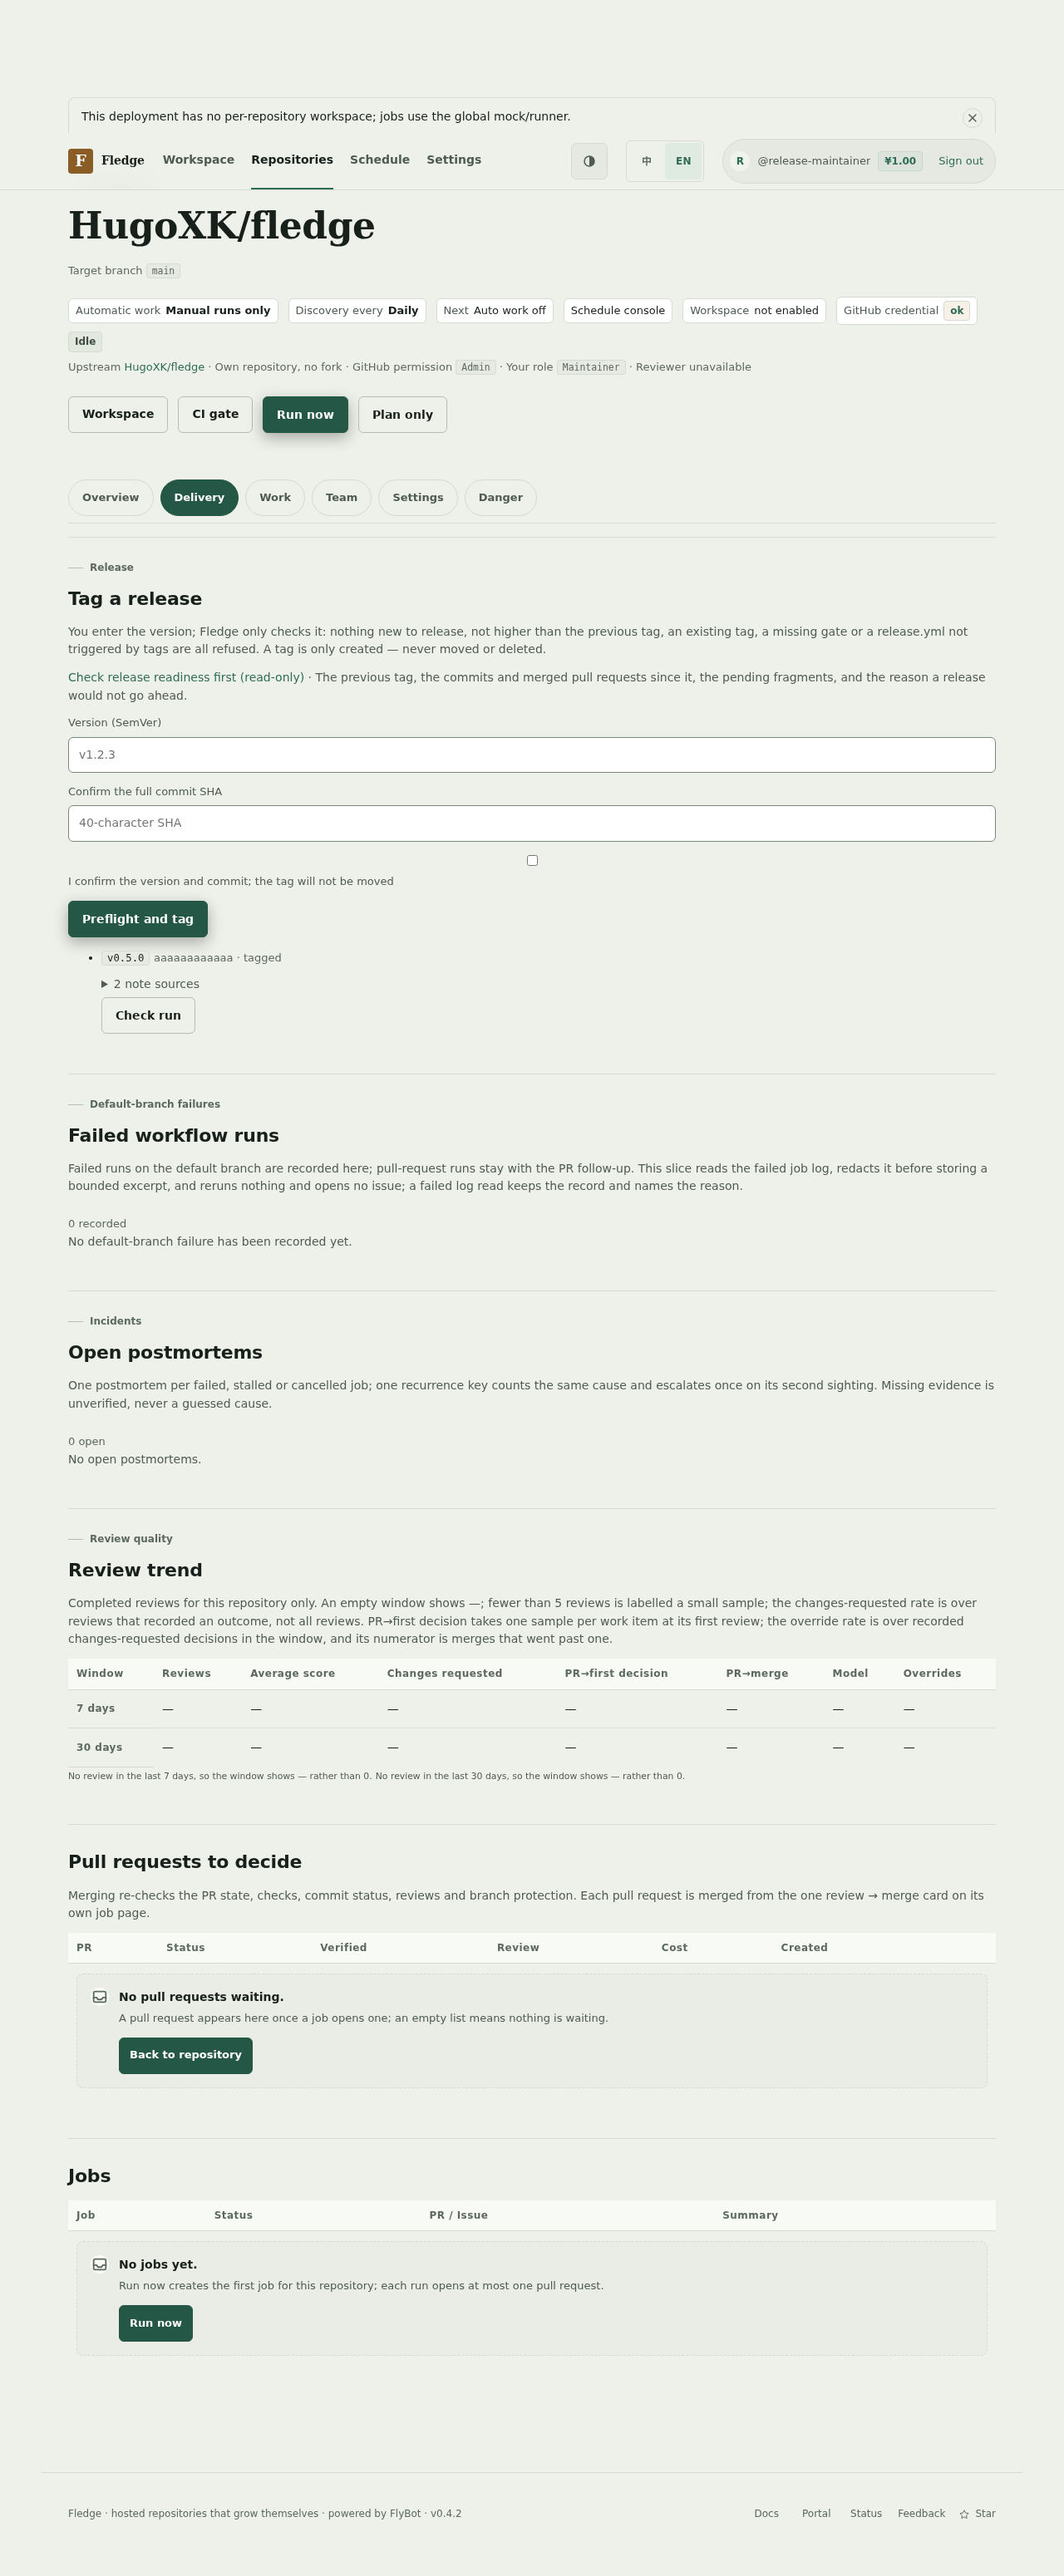 This deployment has no per-repository workspace; jobs use the global mock/runner.
F Fledge Workspace Repositories Schedule Settings 中 EN R @release-maintainer ¥1.00 Sign out
HugoXK/fledge
Target branch main
Automatic work Manual runs only Discovery every Daily Next Auto work off Schedule console Workspace not enabled GitHub credential ok
Idle
Upstream HugoXK/fledge · Own repository, no fork · GitHub permission Admin · Your role Maintainer · Reviewer unavailable
Workspace CI gate Run now Plan only
Overview Delivery Work Team Settings Danger
Release
Tag a release
You enter the version; Fledge only checks it: nothing new to release, not higher than the previous tag, an existing tag, a missing gate or a release.yml not
triggered by tags are all refused. A tag is only created — never moved or deleted.
Check release readiness first (read-only) · The previous tag, the commits and merged pull requests since it, the pending fragments, and the reason a release
would not go ahead.
Version (SemVer)
v1.2.3
Confirm the full commit SHA
40-character SHA
I confirm the version and commit; the tag will not be moved
Preflight and tag
• v0.5.0 aaaaaaaaaaaa · tagged
▶ 2 note sources
Check run
Default-branch failures
Failed workflow runs
Failed runs on the default branch are recorded here; pull-request runs stay with the PR follow-up. This slice reads the failed job log, redacts it before storing a
bounded excerpt, and reruns nothing and opens no issue; a failed log read keeps the record and names the reason.
0 recorded
No default-branch failure has been recorded yet.
Incidents
Open postmortems
One postmortem per failed, stalled or cancelled job; one recurrence key counts the same cause and escalates once on its second sighting. Missing evidence is
unverified, never a guessed cause.
0 open
No open postmortems.
Review quality
Review trend
Completed reviews for this repository only. An empty window shows —; fewer than 5 reviews is labelled a small sample; the changes-requested rate is over
reviews that recorded an outcome, not all reviews. PR→first decision takes one sample per work item at its first review; the override rate is over recorded
changes-requested decisions in the window, and its numerator is merges that went past one.
Window Reviews Average score Changes requested PR→first decision PR→merge Model Overrides
7 days — — — — — — —
30 days — — — — — — —
No review in the last 7 days, so the window shows — rather than 0. No review in the last 30 days, so the window shows — rather than 0.
Pull requests to decide
Merging re-checks the PR state, checks, commit status, reviews and branch protection. Each pull request is merged from the one review → merge card on its
own job page.
PR Status Verified Review Cost Created
No pull requests waiting.
A pull request appears here once a job opens one; an empty list means nothing is waiting.
Back to repository
Jobs
Job Status PR / Issue Summary
No jobs yet.
Run now creates the first job for this repository; each run opens at most one pull request.
Run now
Fledge · hosted repositories that grow themselves · powered by FlyBot · v0.4.2 Docs Portal Status Feedback Star